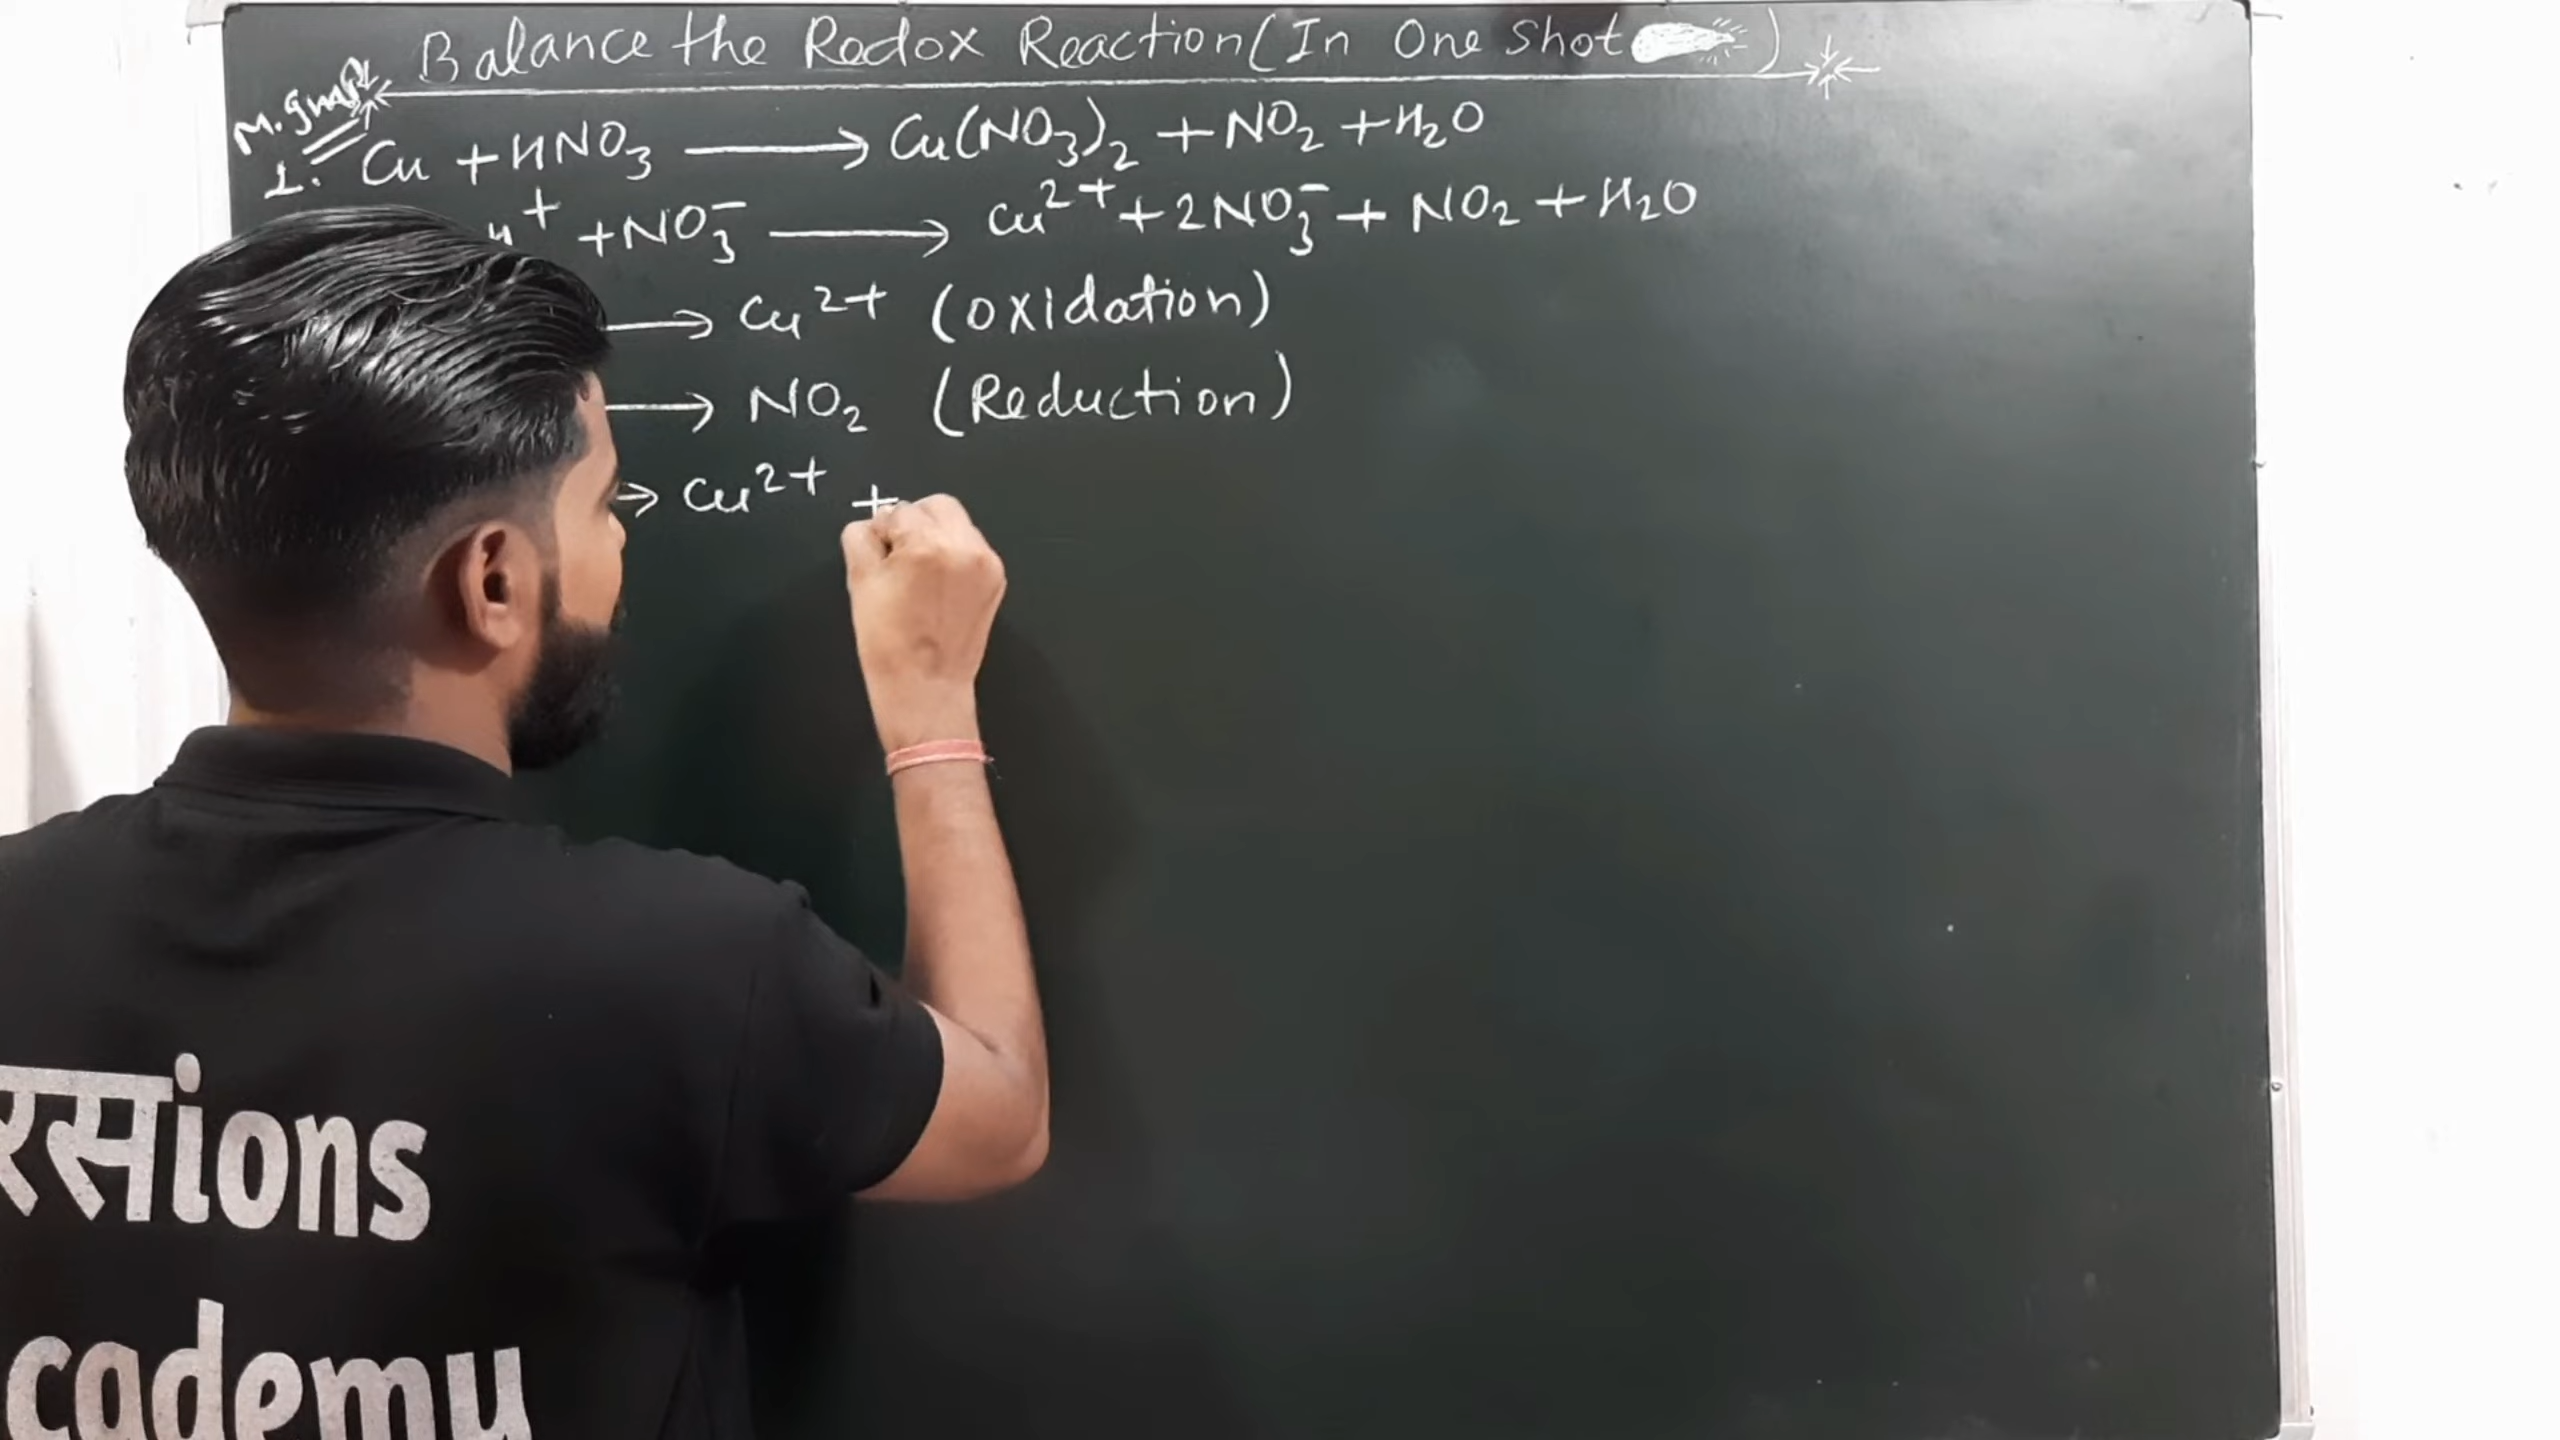 Balance the Redox Reaction (In One Shot )
1. Cu + HNO₃ ⟶ Cu(NO₃)₂ + NO₂ + H₂O
H⁺ + NO₃⁻ ⟶ Cu²⁺ + 2NO₃⁻ + NO₂ + H₂O
⟶ Cu²⁺ (Oxidation)
⟶ NO₂ (Reduction)
→ Cu²⁺ +
रसions
cademy